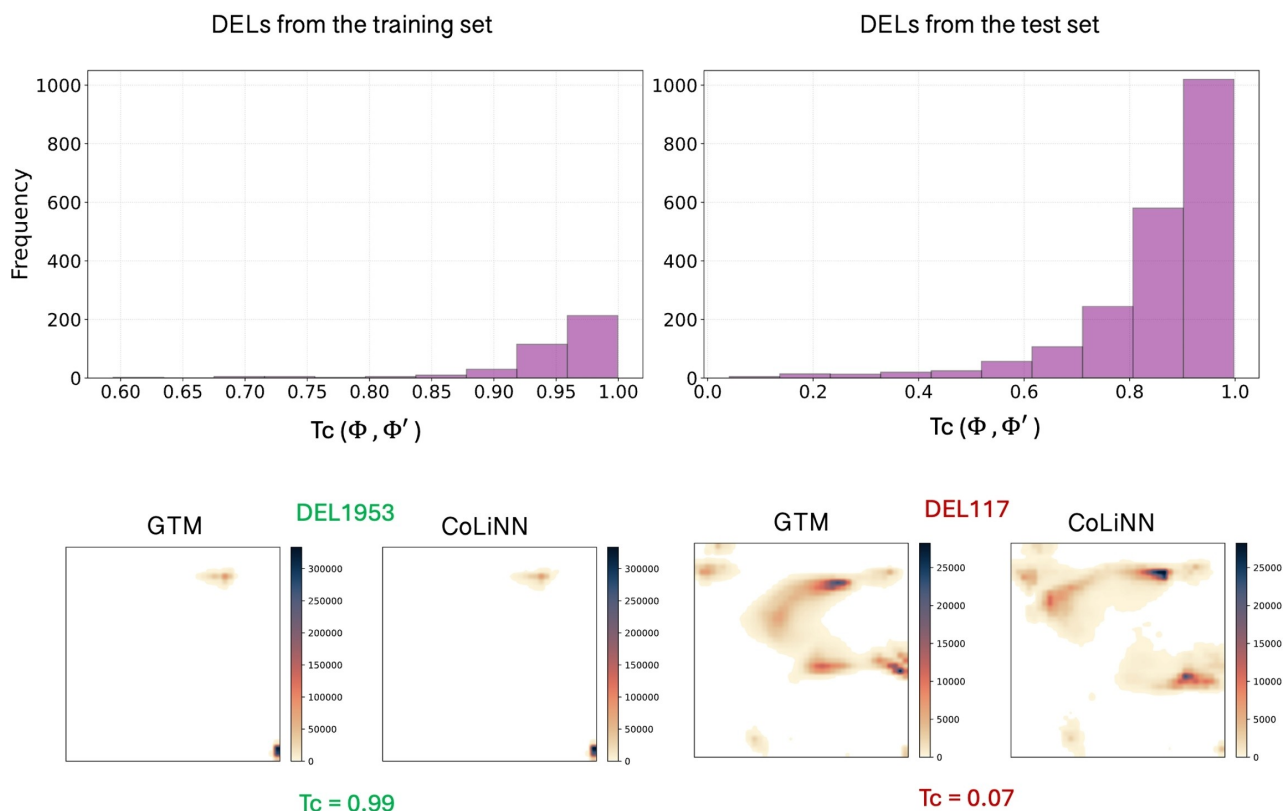 DELs from the training set
DELs from the test set
Frequency
1000
800
600
400
200
0
0.60 0.65 0.70 0.75 0.80 0.85 0.90 0.95 1.00
Tc (Φ , Φ′ )
1000
800
600
400
200
0
0.0 0.2 0.4 0.6 0.8 1.0
Tc (Φ , Φ′ )
DEL1953
GTM
CoLiNN
300000
250000
200000
150000
100000
50000
0
300000
250000
200000
150000
100000
50000
0
Tc = 0.99
DEL117
GTM
CoLiNN
25000
20000
15000
10000
5000
0
25000
20000
15000
10000
5000
0
Tc = 0.07